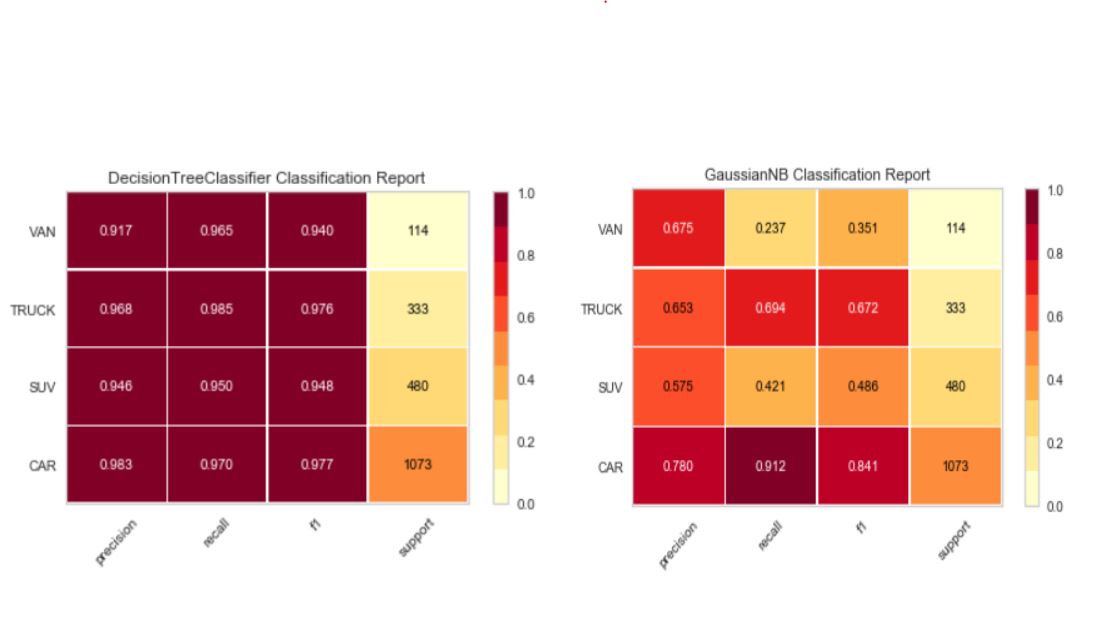 DecisionTreeClassifier Classification Report
1.0
VAN 0.917 0.965 0.940 114
0.8
TRUCK 0.968 0.985 0.976 333
0.6
SUV 0.946 0.950 0.948 480
0.4
0.2
CAR 0.983 0.970 0.977 1073
0.0
precision recall f1 support
GaussianNB Classification Report
1.0
VAN 0.675 0.237 0.351 114
0.8
TRUCK 0.653 0.694 0.672 333
0.6
SUV 0.575 0.421 0.486 480
0.4
0.2
CAR 0.780 0.912 0.841 1073
0.0
precision recall f1 support